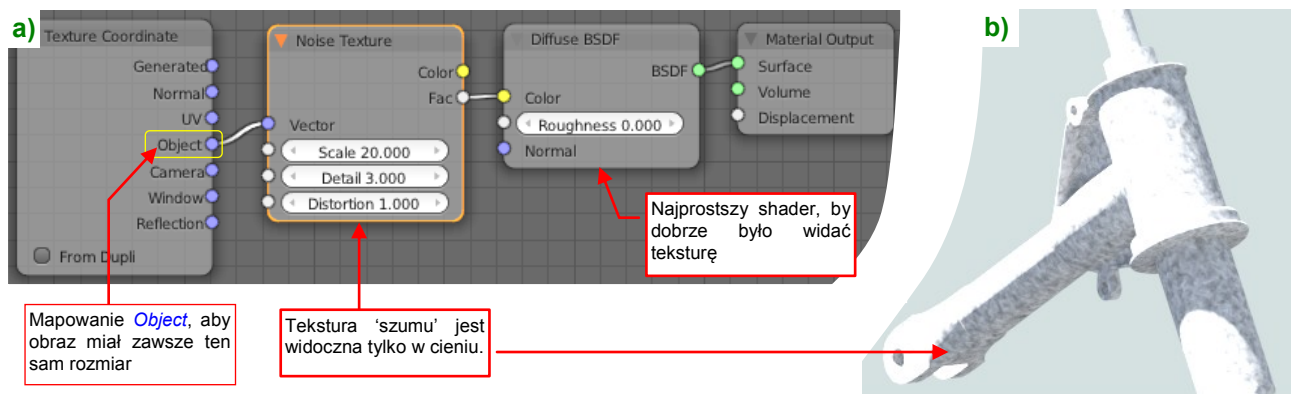 a)
Texture Coordinate
Generated
Normal
UV
Object
Camera
Window
Reflection
From Dupli
Noise Texture
Color
Fac
Vector
Scale 20.000
Detail 3.000
Distortion 1.000
Diffuse BSDF
BSDF
Color
Roughness 0.000
Normal
Material Output
Surface
Volume
Displacement
b)
Najprostszy shader, by
dobrze było widać
teksturę
Mapowanie Object, aby
obraz miał zawsze ten
sam rozmiar
Tekstura ‘szumu’ jest
widoczna tylko w cieniu.